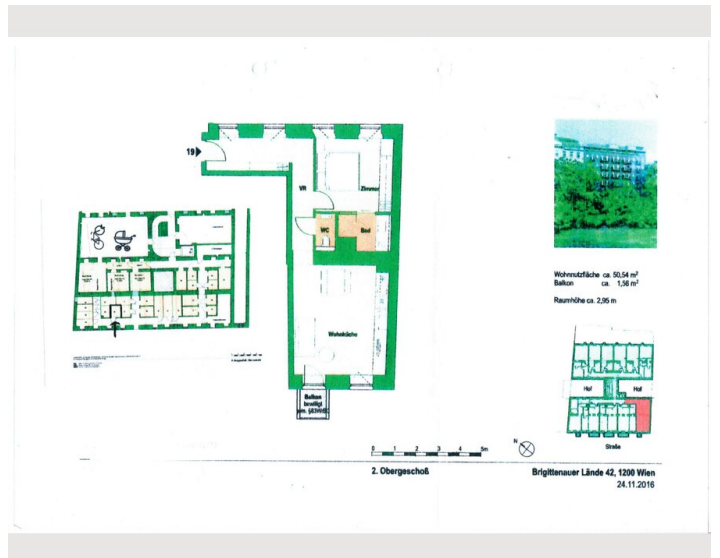 19
VR
Zimmer
WC
Bad
Wohnküche
Balkon
bewilligt
Wohnnutzfläche ca. 50,54 m²
Balkon ca. 1,56 m²
Raumhöhe ca. 2,95 m
Hof Hof
Straße
0 1 2 3 4 5m
N
2. Obergeschoß
Brigittenauer Lände 42, 1200 Wien
24.11.2016